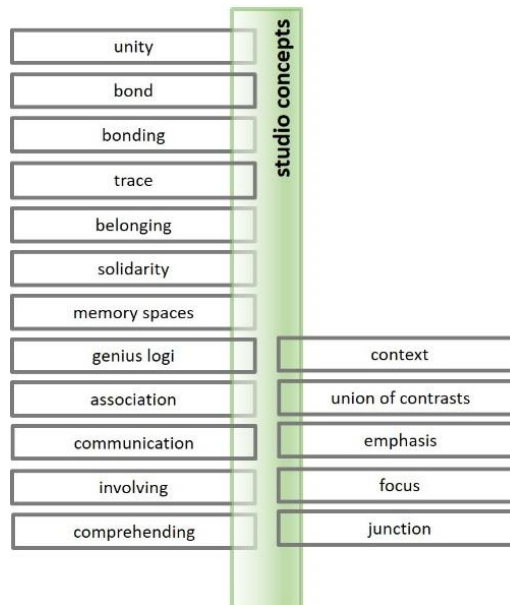 studio concepts
unity
bond
bonding
trace
belonging
solidarity
memory spaces
genius logi
association
communication
involving
comprehending
context
union of contrasts
emphasis
focus
junction